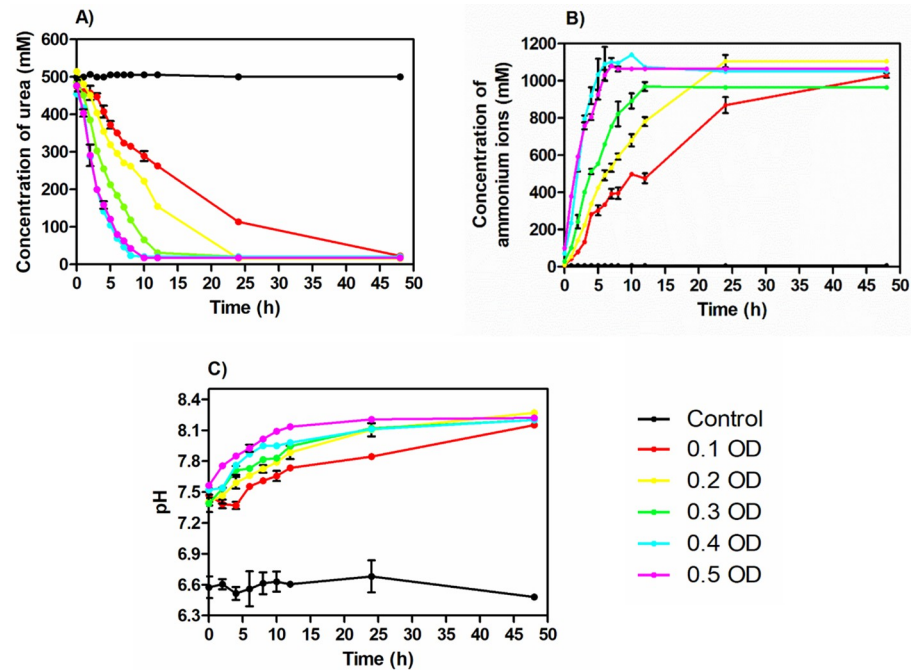 A)
Concentration of urea (mM)
600
500
400
300
200
100
0
0 5 10 15 20 25 30 35 40 45 50
Time (h)
B)
Concentration of
ammonium ions (mM)
1200
1000
800
600
400
200
0
0 5 10 15 20 25 30 35 40 45 50
Time (h)
C)
pH
8.4
8.1
7.8
7.5
7.2
6.9
6.6
6.3
0 5 10 15 20 25 30 35 40 45 50
Time (h)
Control
0.1 OD
0.2 OD
0.3 OD
0.4 OD
0.5 OD